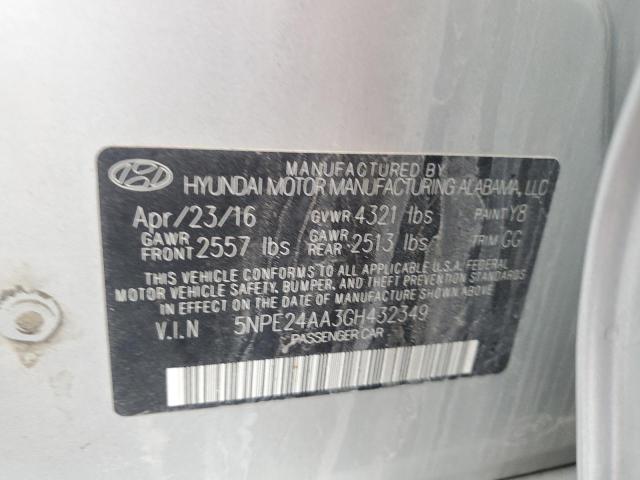 MANUFACTURED BY
HYUNDAI MOTOR MANUFACTURING ALABAMA, LLC
Apr/23/16 GVWR 4321 lbs PAINT Y8
GAWR FRONT 2557 lbs GAWR REAR 2513 lbs TRIM GG
THIS VEHICLE CONFORMS TO ALL APPLICABLE U.S.A. FEDERAL
MOTOR VEHICLE SAFETY, BUMPER, AND THEFT PREVENTION STANDARDS
IN EFFECT ON THE DATE OF MANUFACTURE SHOWN ABOVE.
V.I.N 5NPE24AA3GH432349
PASSENGER CAR